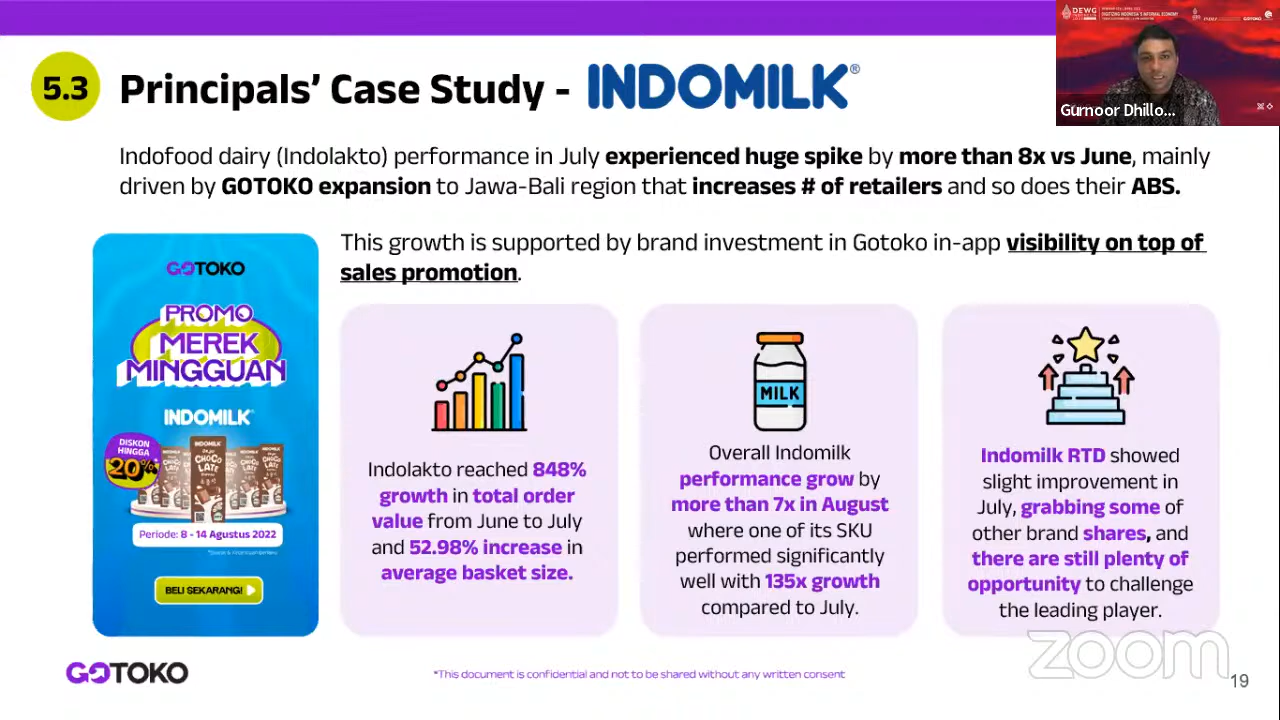 5.3
Principals' Case Study - INDOMILK®
DEWG
Gurnoor Dhillo...
Indofood dairy (Indolakto) performance in July experienced huge spike by more than 8x vs June, mainly
driven by GOTOKO expansion to Jawa-Bali region that increases # of retailers and so does their ABS.
This growth is supported by brand investment in Gotoko in-app visibility on top of
sales promotion.
GOTOKO
PROMO
MEREK
MINGGUAN
INDOMILK
DISKON
HINGGA
20%
INDOMILK
CHOCO
LATE
Periode: 8 - 14 Agustus 2022
BELI SEKARANG!
Indolakto reached 848%
growth in total order
value from June to July
and 52.98% increase in
average basket size.
MILK
Overall Indomilk
performance grow by
more than 7x in August
where one of its SKU
performed significantly
well with 135x growth
compared to July.
Indomilk RTD showed
slight improvement in
July, grabbing some of
other brand shares, and
there are still plenty of
opportunity to challenge
the leading player.
zoom
GOTOKO
*This document is confidential and not to be shared without any written consent
19